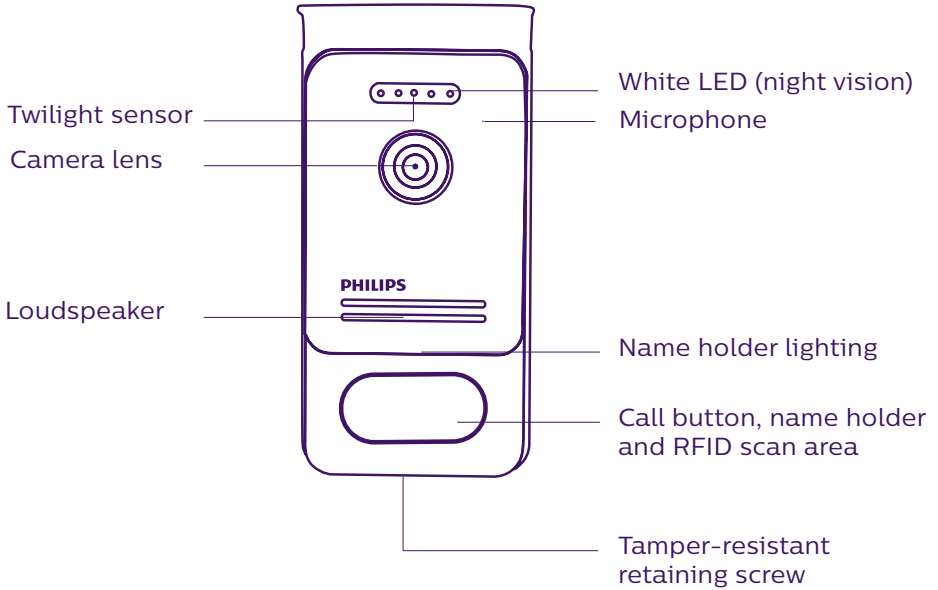 White LED (night vision)
Twilight sensor
Microphone
Camera lens
PHILIPS
Loudspeaker
Name holder lighting
Call button, name holder
and RFID scan area
Tamper-resistant
retaining screw